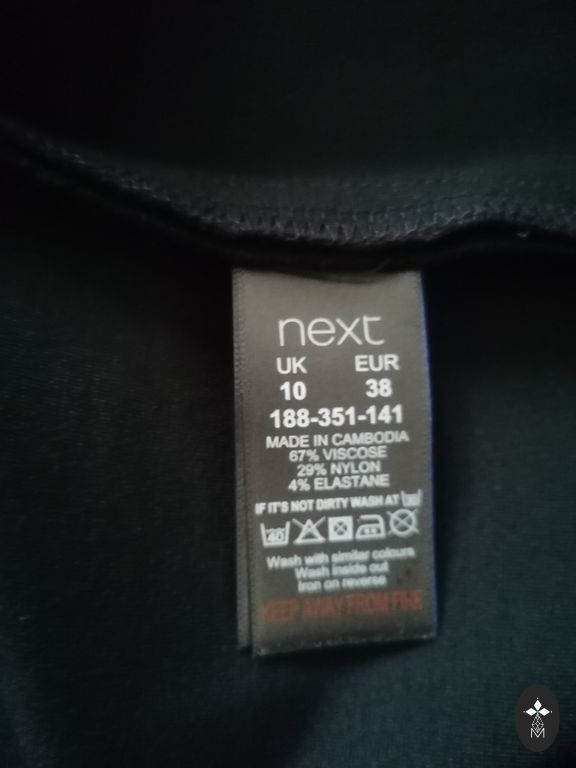 next
UK EUR
10 38
188-351-141
MADE IN CAMBODIA
67% VISCOSE
29% NYLON
4% ELASTANE
IF IT'S NOT DIRTY WASH AT 30
40
Wash with similar colours
Wash inside out
Iron on reverse
KEEP AWAY FROM FIRE
M